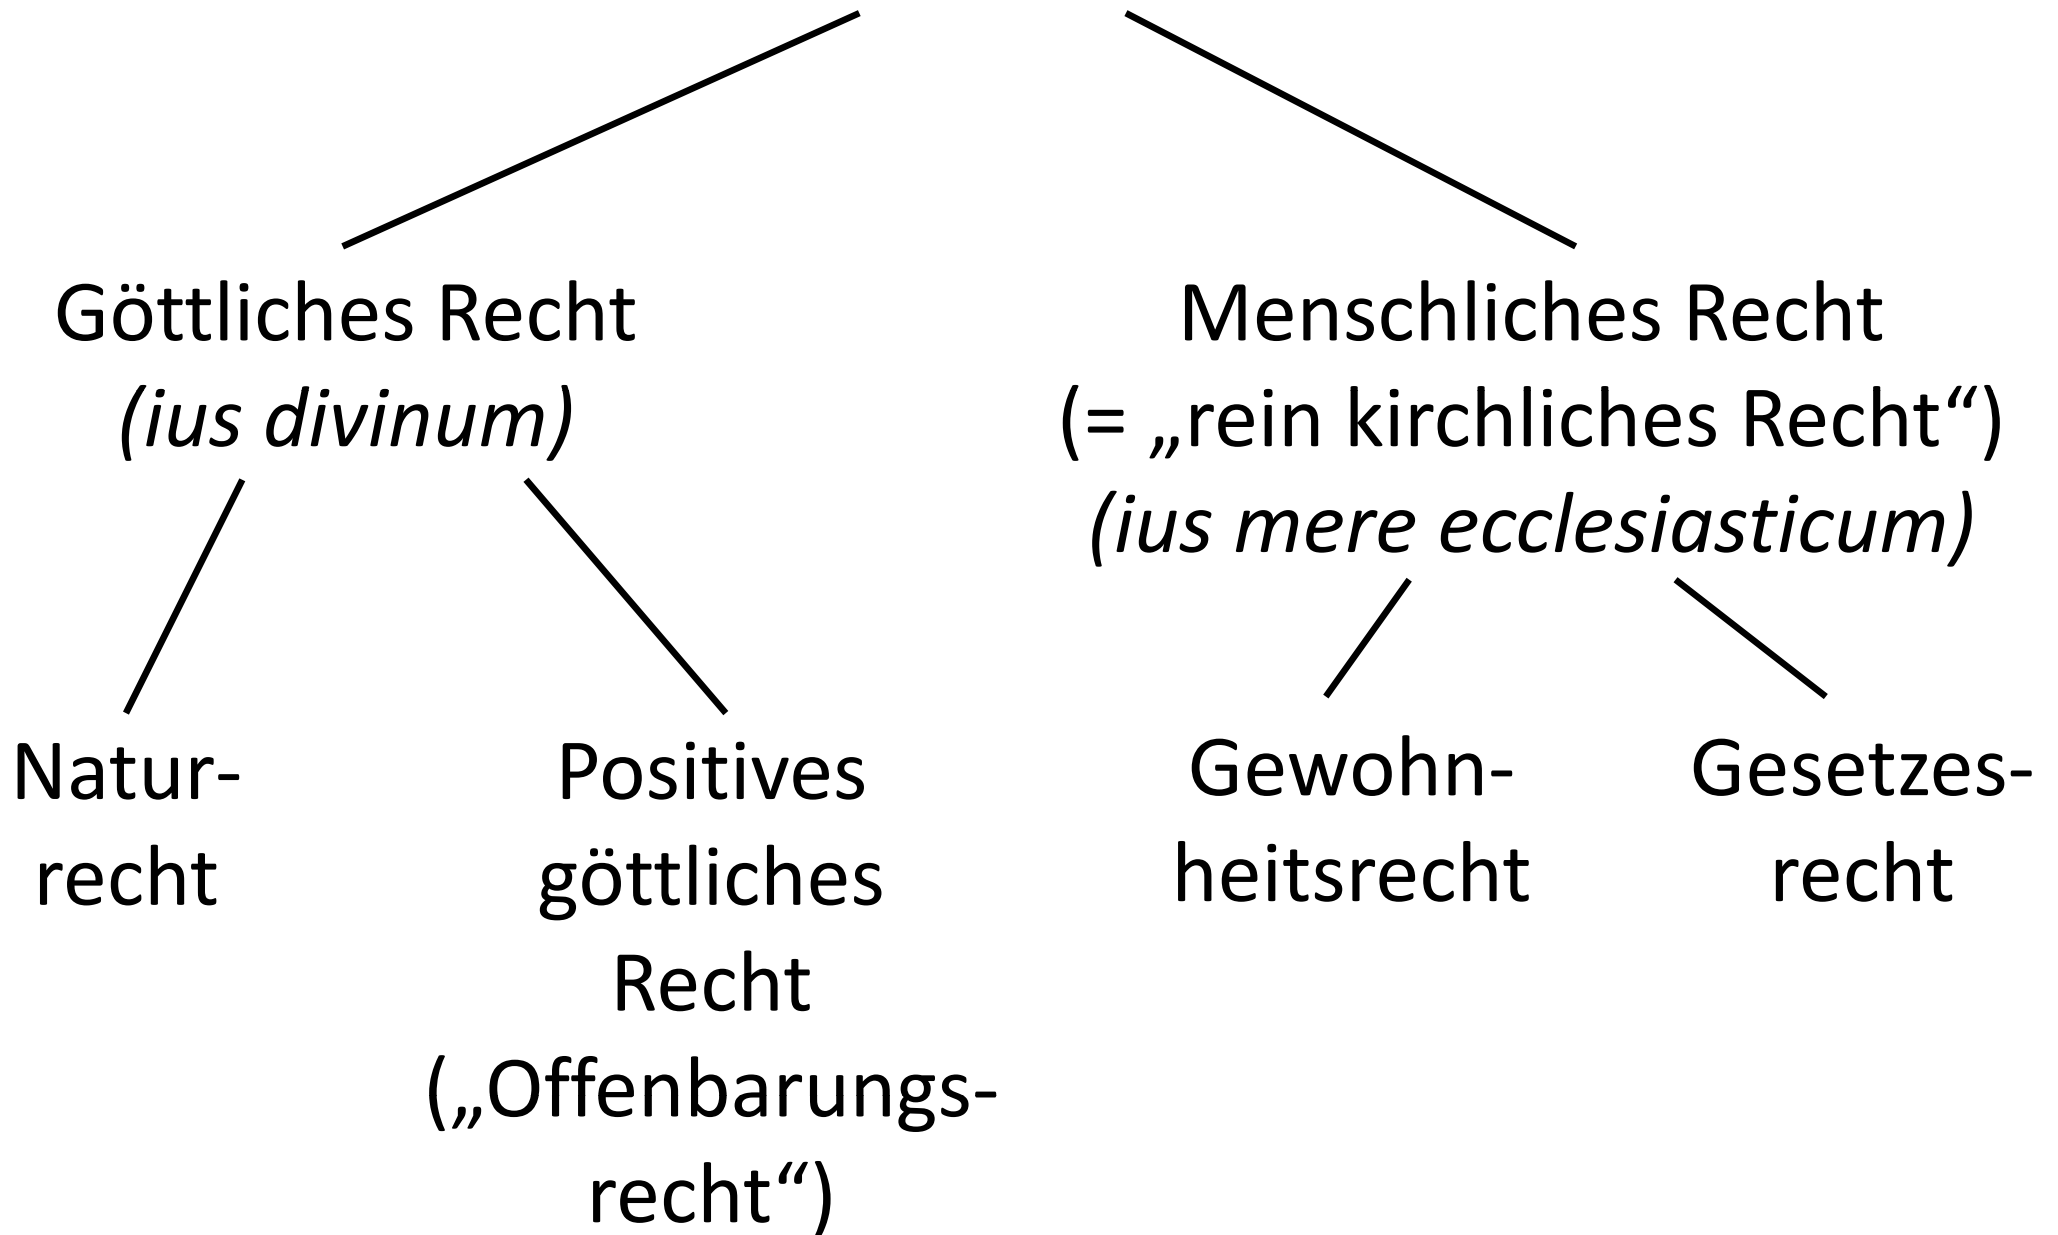 Göttliches Recht
(ius divinum)
Menschliches Recht
(= „rein kirchliches Recht“)
(ius mere ecclesiasticum)
Natur-
recht
Positives
göttliches
Recht
(„Offenbarungs-
recht“)
Gewohn-
heitsrecht
Gesetzes-
recht